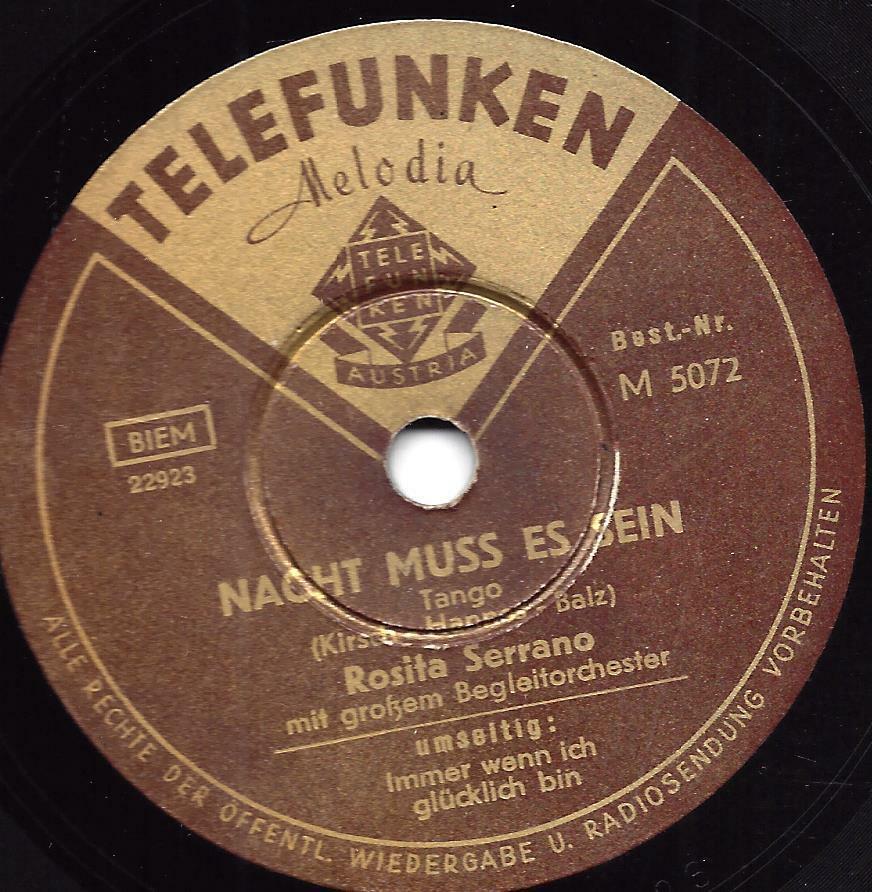 TELEFUNKEN
Melodia
TELE
FUN
KEN
AUSTRIA
Best.-Nr.
M 5072
BIEM
22923
NACHT MUSS ES SEIN
Tango
Balz)
Rosita Serrano
mit großem Begleitorchester
umseitig:
Immer wenn ich
glücklich bin
ALLE RECHTE DER ÖFFENTL. WIEDERGABE U. RADIOSENDUNG VORBEHALTEN